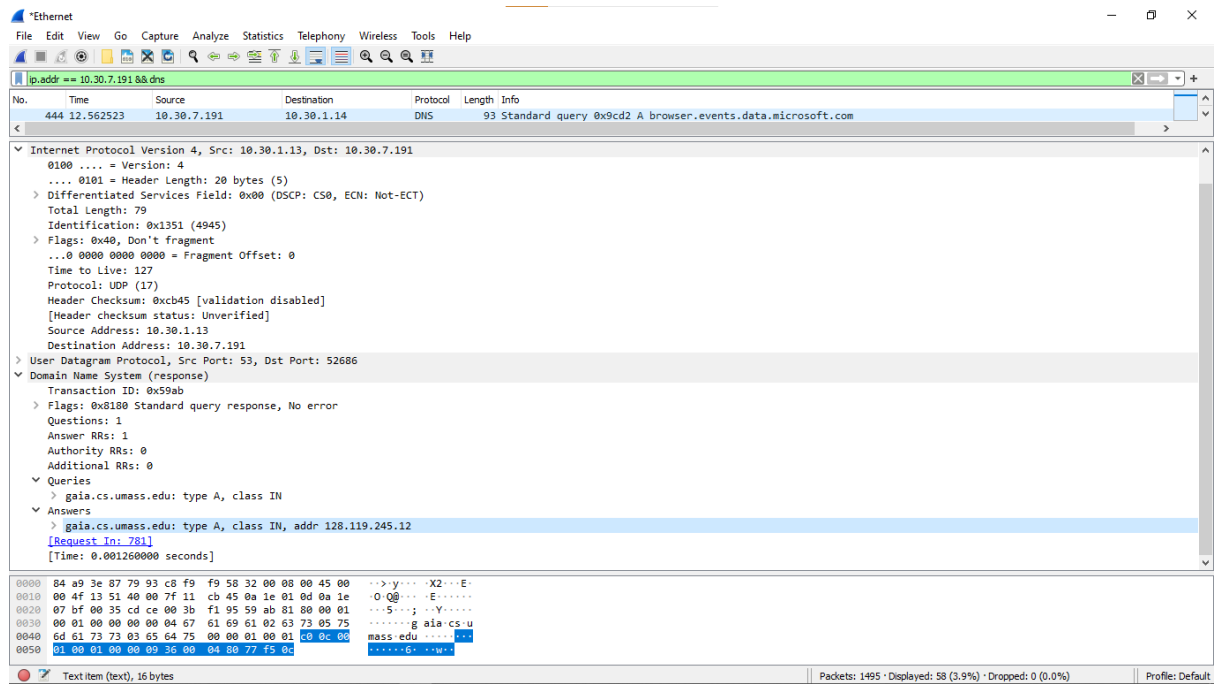 *Ethernet
File Edit View Go Capture Analyze Statistics Telephony Wireless Tools Help
ip.addr == 10.30.7.191 && dns
No. Time Source Destination Protocol Length Info
444 12.562523 10.30.7.191 10.30.1.14 DNS 93 Standard query 0x9cd2 A browser.events.data.microsoft.com
Internet Protocol Version 4, Src: 10.30.1.13, Dst: 10.30.7.191
0100 .... = Version: 4
.... 0101 = Header Length: 20 bytes (5)
Differentiated Services Field: 0x00 (DSCP: CS0, ECN: Not-ECT)
Total Length: 79
Identification: 0x1351 (4945)
Flags: 0x40, Don't fragment
...0 0000 0000 0000 = Fragment Offset: 0
Time to Live: 127
Protocol: UDP (17)
Header Checksum: 0xcb45 [validation disabled]
[Header checksum status: Unverified]
Source Address: 10.30.1.13
Destination Address: 10.30.7.191
User Datagram Protocol, Src Port: 53, Dst Port: 52686
Domain Name System (response)
Transaction ID: 0x59ab
Flags: 0x8180 Standard query response, No error
Questions: 1
Answer RRs: 1
Authority RRs: 0
Additional RRs: 0
Queries
gaia.cs.umass.edu: type A, class IN
Answers
gaia.cs.umass.edu: type A, class IN, addr 128.119.245.12
[Request In: 781]
[Time: 0.001260000 seconds]
0000 84 a9 3e 87 79 93 c8 f9 f9 58 32 00 08 00 45 00 ··>·y··· ·X2···E·
0010 00 4f 13 51 40 00 7f 11 cb 45 0a 1e 01 0d 0a 1e ·O·Q@··· ·E······
0020 07 bf 00 35 cd ce 00 3b f1 95 59 ab 81 80 00 01 ···5···; ··Y·····
0030 00 01 00 00 00 00 04 67 61 69 61 02 63 73 05 75 ·······g aia·cs·u
0040 6d 61 73 73 03 65 64 75 00 00 01 00 01 c0 0c 00 mass·edu ········
0050 01 00 01 00 00 09 36 00 04 80 77 f5 0c ······6· ··w··
Text item (text), 16 bytes Packets: 1495 · Displayed: 58 (3.9%) · Dropped: 0 (0.0%) Profile: Default